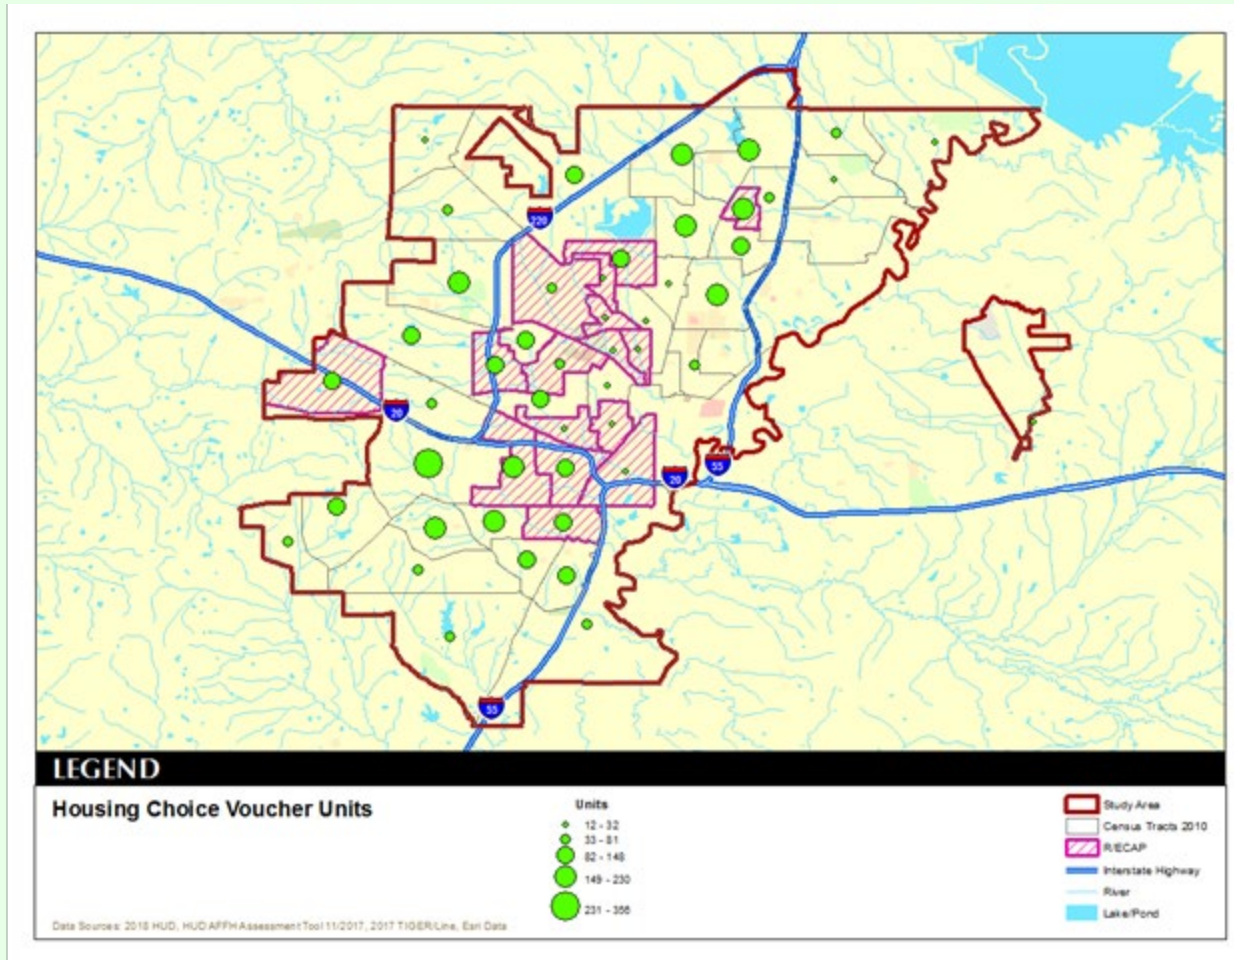 220
20
20
55
55
LEGEND
Housing Choice Voucher Units
Units
12 - 32
33 - 81
82 - 148
149 - 230
231 - 356
Study Area
Census Tracts 2010
R/ECAP
Interstate Highway
River
Lake/Pond
Data Sources: 2018 HUD, HUD AFFH Assessment Tool 11/2017, 2017 TIGER/Line, Esri Data